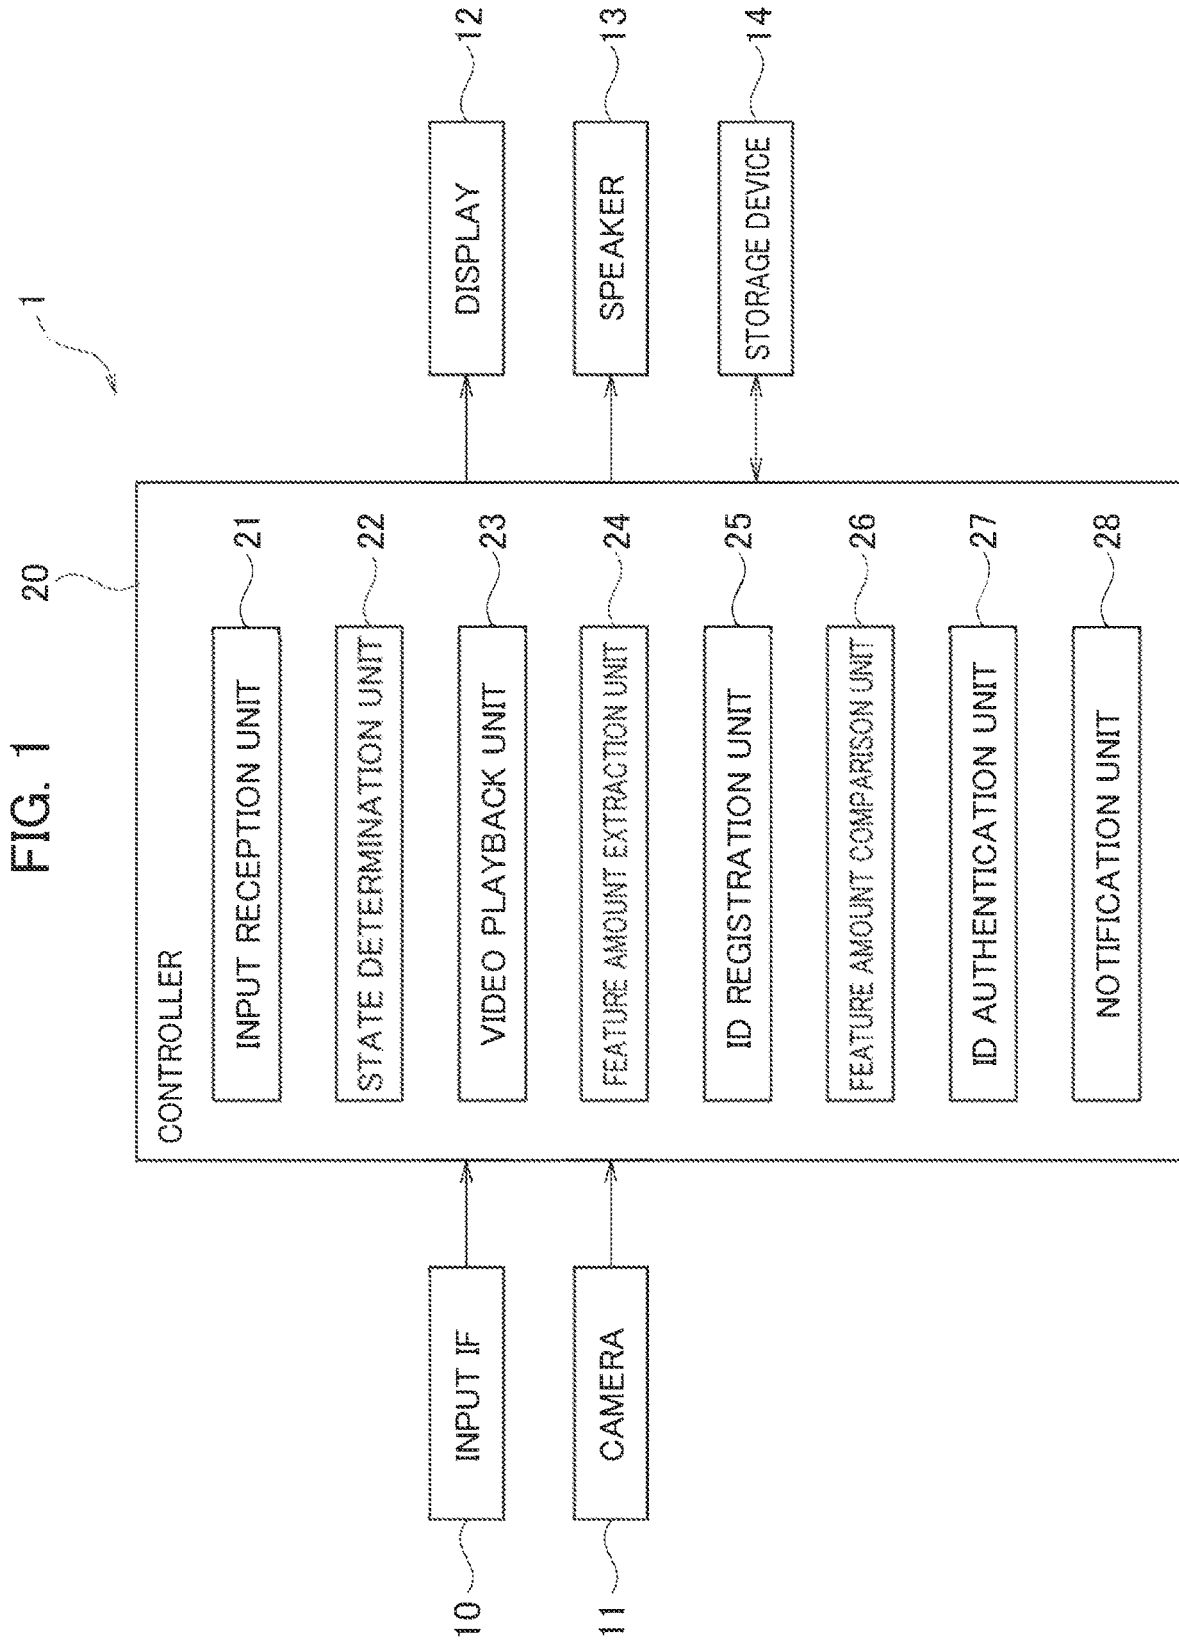 FIG. 1
1
20
CONTROLLER
INPUT RECEPTION UNIT
21
STATE DETERMINATION UNIT
22
VIDEO PLAYBACK UNIT
23
FEATURE AMOUNT EXTRACTION UNIT
24
ID REGISTRATION UNIT
25
FEATURE AMOUNT COMPARISON UNIT
26
ID AUTHENTICATION UNIT
27
NOTIFICATION UNIT
28
10
INPUT IF
11
CAMERA
DISPLAY
12
SPEAKER
13
STORAGE DEVICE
14